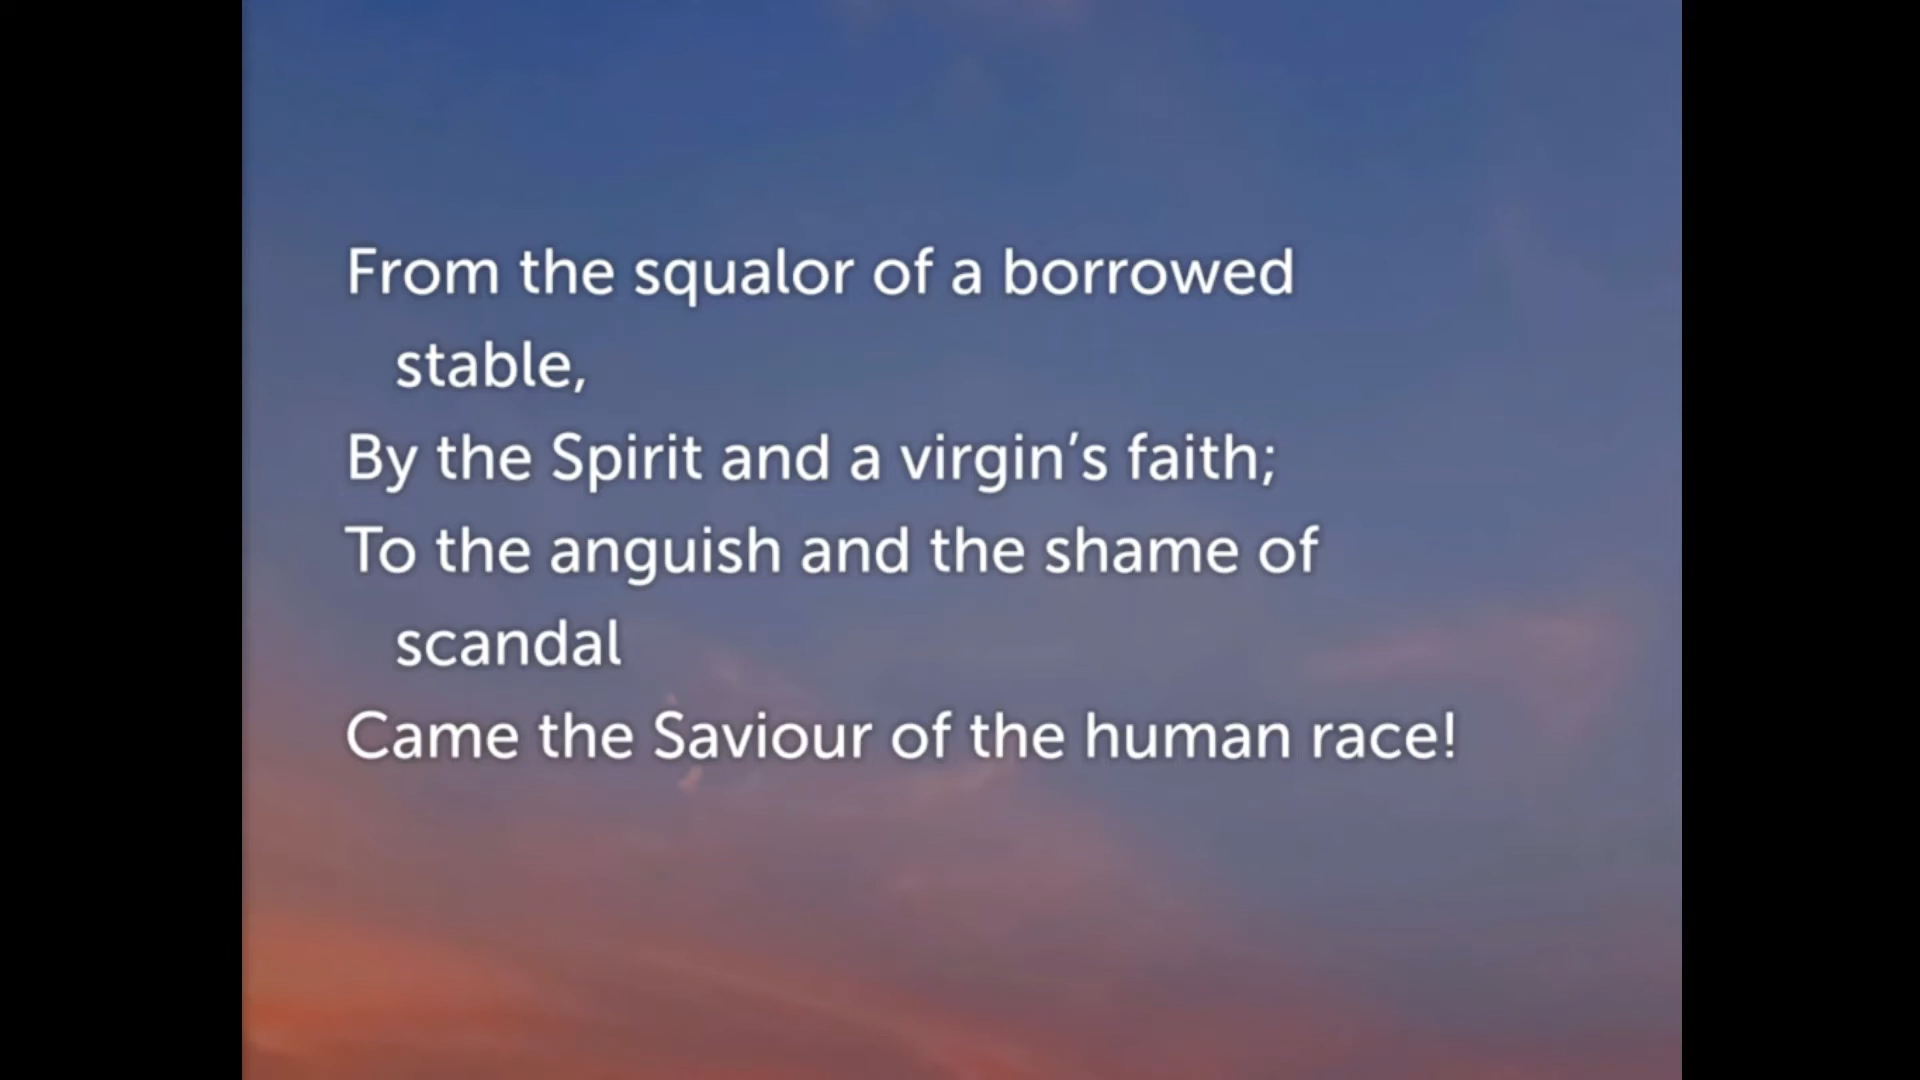 From the squalor of a borrowed
stable,
By the Spirit and a virgin’s faith;
To the anguish and the shame of
scandal
Came the Saviour of the human race!